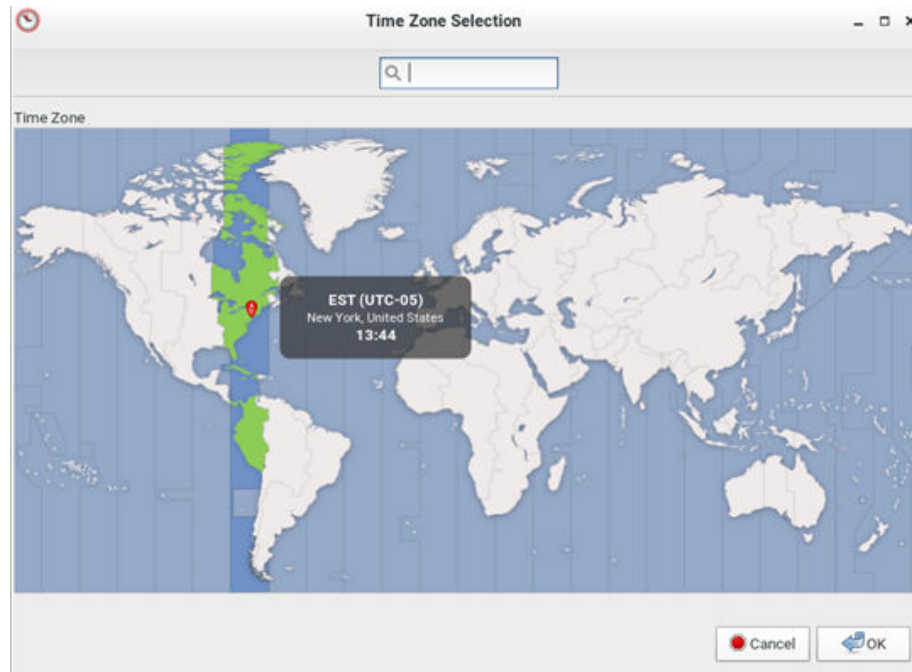 Time Zone Selection
Time Zone
EST (UTC-05)
New York, United States
13:44
Cancel
OK